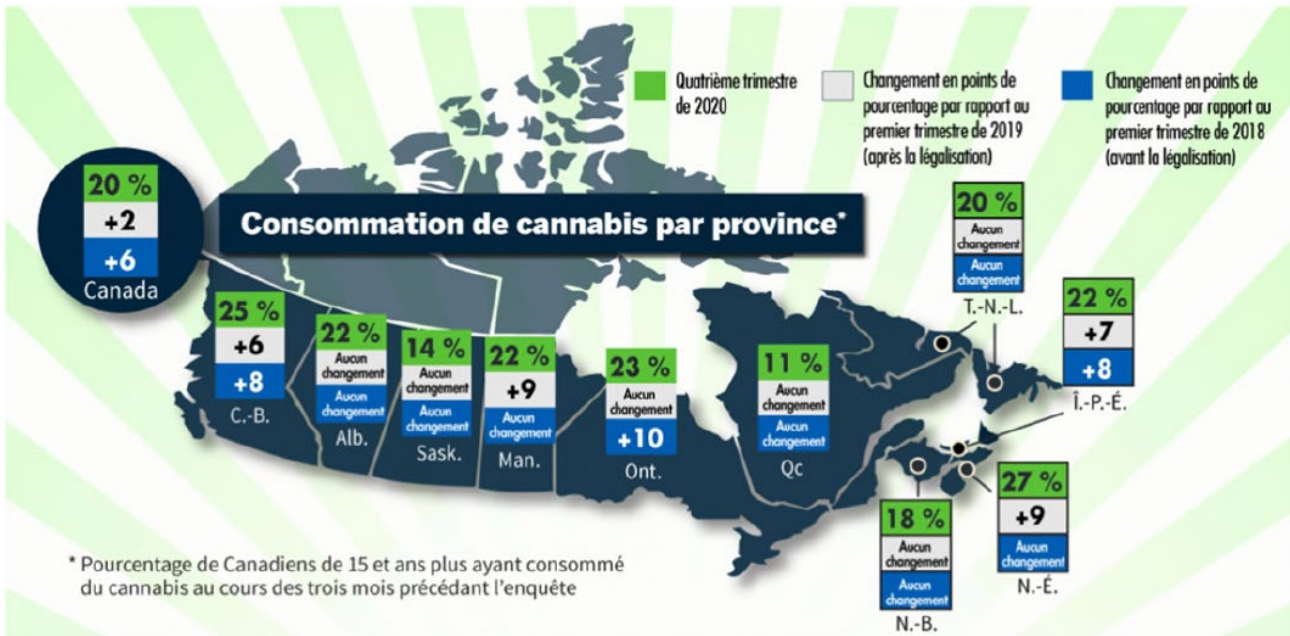 Quatrième trimestre
de 2020
Changement en points de
pourcentage par rapport au
premier trimestre de 2019
(après la légalisation)
Changement en points de
pourcentage par rapport au
premier trimestre de 2018
(avant la légalisation)
20 %
+2
+6
Canada
Consommation de cannabis par province*
25 %
+6
+8
C.-B.
22 %
Aucun
changement
Aucun
changement
Alb.
14 %
Aucun
changement
Aucun
changement
Sask.
22 %
+9
Aucun
changement
Man.
23 %
Aucun
changement
+10
Ont.
11 %
Aucun
changement
Aucun
changement
Qc
20 %
Aucun
changement
Aucun
changement
T.-N.-L.
22 %
+7
+8
Î.-P.-É.
27 %
+9
Aucun
changement
N.-É.
18 %
Aucun
changement
Aucun
changement
N.-B.
* Pourcentage de Canadiens de 15 et ans plus ayant consommé
du cannabis au cours des trois mois précédant l'enquête